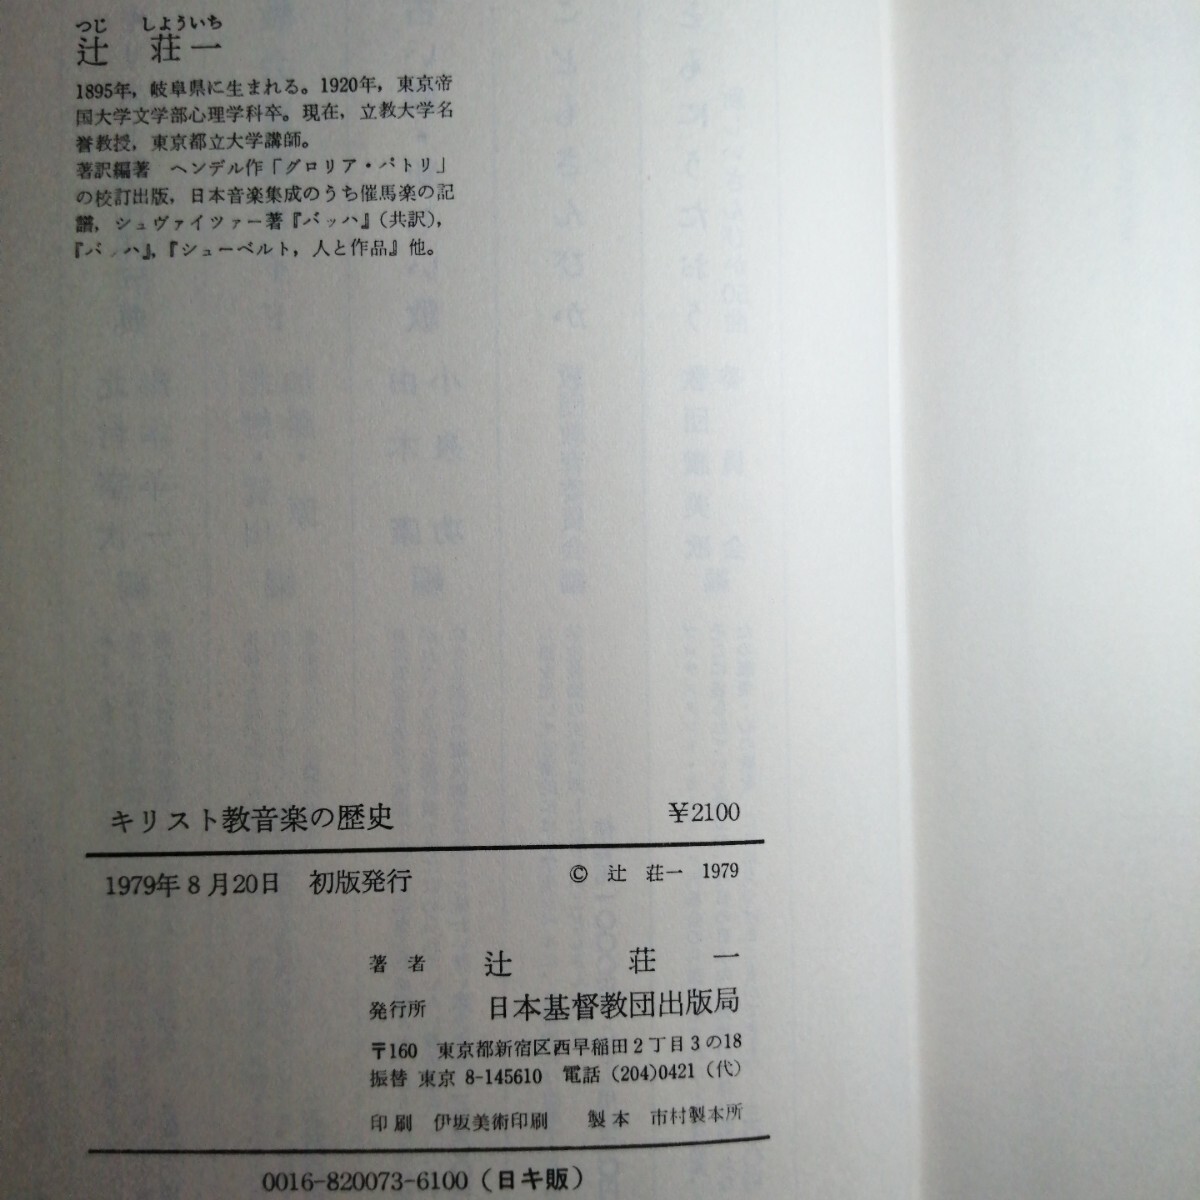 つじ しよういち
辻 荘一
1895年，岐阜県に生まれる。1920年，東京帝
国大学文学部心理学科卒。現在，立教大学名
誉教授，東京都立大学講師。
著訳編著 ヘンデル作「グロリア・パトリ」
の校訂出版，日本音楽集成のうち催馬楽の記
譜，シュヴァイツァー著『バッハ』（共訳），
『バッハ』，『シューベルト，人と作品』他。
キリスト教音楽の歴史 ￥2100
1979年8月20日 初版発行 © 辻 荘一 1979
著者 辻 荘一
発行所 日本基督教団出版局
〒160 東京都新宿区西早稲田2丁目3の18
振替 東京 8-145610 電話 (204)0421（代）
印刷 伊坂美術印刷 製本 市村製本所
0016-820073-6100（日キ販）